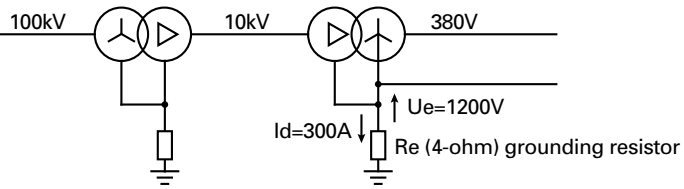 100kV
10kV
380V
Ue=1200V
Id=300A
Re (4-ohm) grounding resistor